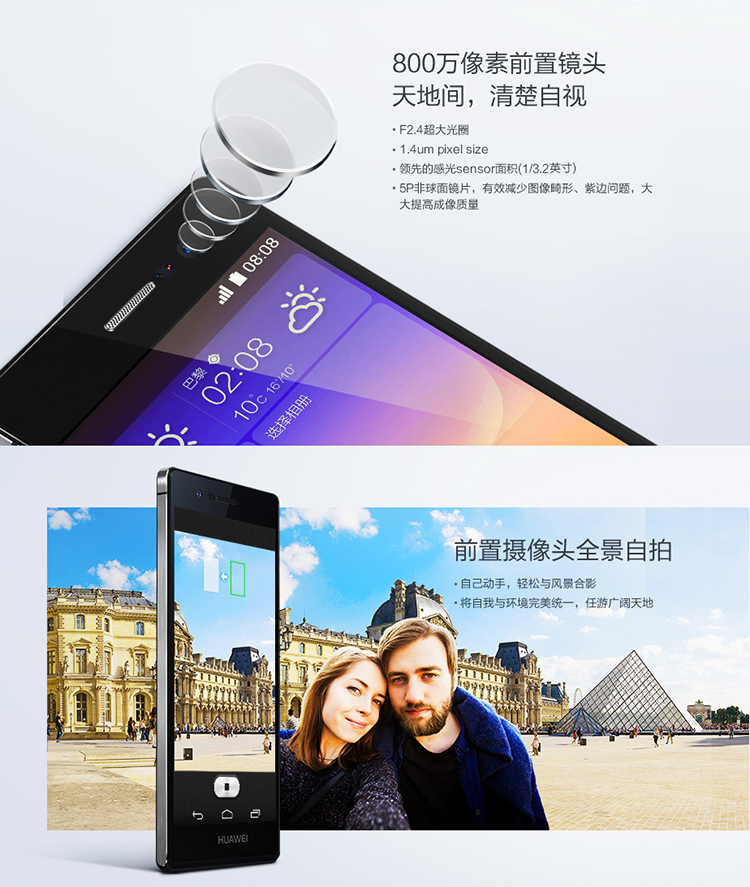 800万像素前置镜头
天地间，清楚自视
• F2.4超大光圈
• 1.4um pixel size
• 领先的感光sensor面积(1/3.2英寸)
• 5P非球面镜片，有效减少图像畸形、紫边问题，大
大提高成像质量
08:08
巴黎
02:08
10°C 16°/10°
选择相册
前置摄像头全景自拍
• 自己动手，轻松与风景合影
• 将自我与环境完美统一，任游广阔天地
HUAWEI